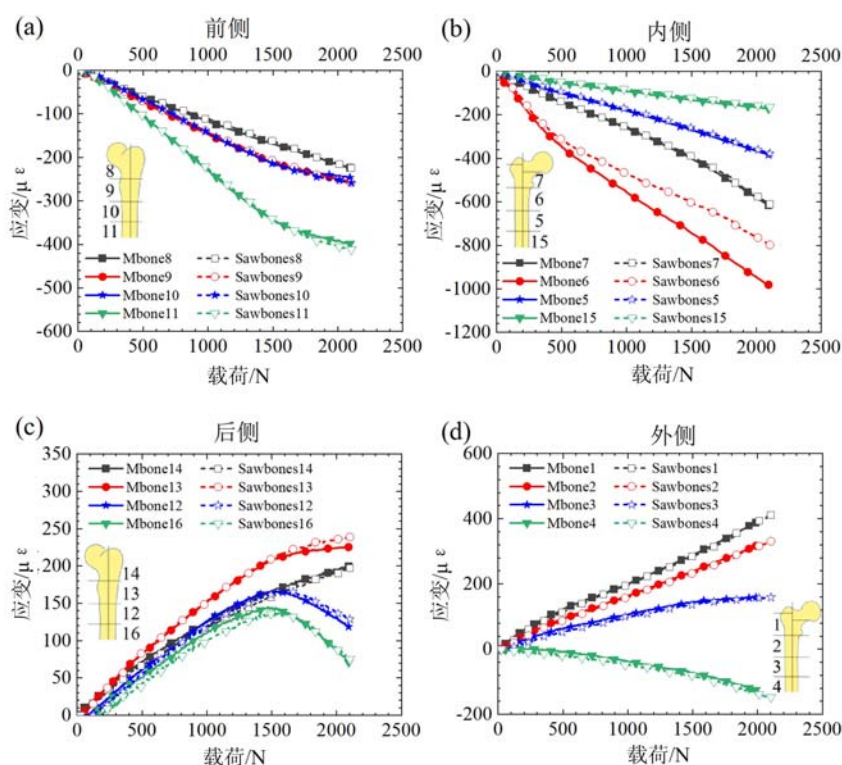 (a) 前侧
0 500 1000 1500 2000 2500
0
-100
-200
-300
-400
-500
-600
应变/μ ε
8
9
10
11
Mbone8 Sawbones8
Mbone9 Sawbones9
Mbone10 Sawbones10
Mbone11 Sawbones11
0 500 1000 1500 2000 2500
载荷/N
(b) 内侧
0 500 1000 1500 2000 2500
0
-200
-400
-600
-800
-1000
-1200
应变/μ ε
7
6
5
15
Mbone7 Sawbones7
Mbone6 Sawbones6
Mbone5 Sawbones5
Mbone15 Sawbones15
0 500 1000 1500 2000 2500
载荷/N
(c) 后侧
350
300
250
200
150
100
50
0
应变/μ ε
Mbone14 Sawbones14
Mbone13 Sawbones13
Mbone12 Sawbones12
Mbone16 Sawbones16
14
13
12
16
0 500 1000 1500 2000 2500
载荷/N
(d) 外侧
600
400
200
0
-200
应变/μ ε
Mbone1 Sawbones1
Mbone2 Sawbones2
Mbone3 Sawbones3
Mbone4 Sawbones4
1
2
3
4
0 500 1000 1500 2000 2500
载荷/N